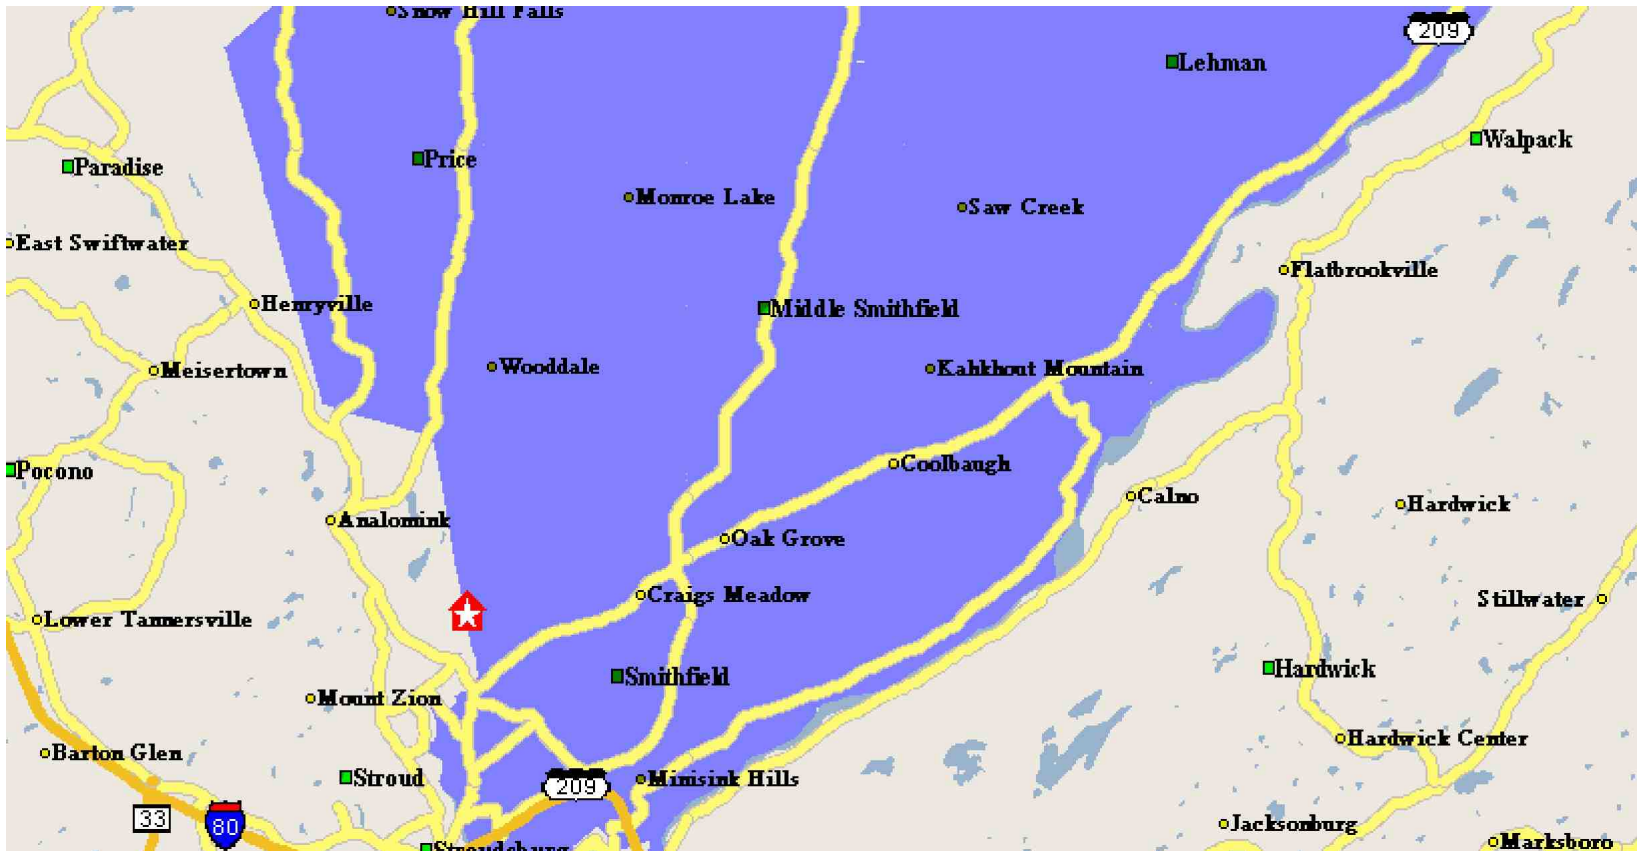 Snow Hill Falls
209
Lehman
Walpack
Paradise
Price
Monroe Lake
Saw Creek
East Swiftwater
Flatbrookville
Henryville
Middle Smithfield
Meisertown
Wooddale
Kahkhout Mountain
Pocono
Coolbaugh
Calno
Hardwick
Analomink
Oak Grove
Craigs Meadow
Stillwater
Lower Tannersville
Smithfield
Hardwick
Mount Zion
Hardwick Center
Barton Glen
Stroud
Minisink Hills
209
33
80
Jacksonburg
Marksboro
Stroudsburg